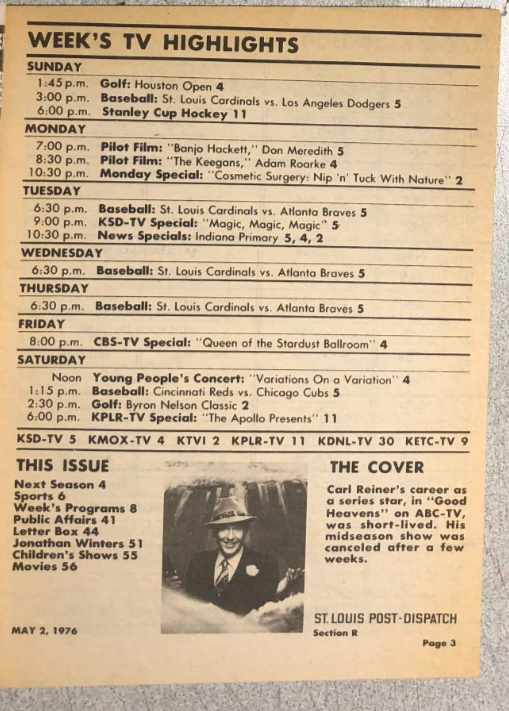 WEEK'S TV HIGHLIGHTS
SUNDAY
1:45 p.m. Golf: Houston Open 4
3:00 p.m. Baseball: St. Louis Cardinals vs. Los Angeles Dodgers 5
6:00 p.m. Stanley Cup Hockey 11
MONDAY
7:00 p.m. Pilot Film: "Banjo Hackett," Don Meredith 5
8:30 p.m. Pilot Film: "The Keegans," Adam Roarke 4
10:30 p.m. Monday Special: "Cosmetic Surgery: Nip 'n' Tuck With Nature" 2
TUESDAY
6:30 p.m. Baseball: St. Louis Cardinals vs. Atlanta Braves 5
9:00 p.m. KSD-TV Special: "Magic, Magic, Magic" 5
10:30 p.m. News Specials: Indiana Primary 5, 4, 2
WEDNESDAY
6:30 p.m. Baseball: St. Louis Cardinals vs. Atlanta Braves 5
THURSDAY
6:30 p.m. Baseball: St. Louis Cardinals vs. Atlanta Braves 5
FRIDAY
8:00 p.m. CBS-TV Special: "Queen of the Stardust Ballroom" 4
SATURDAY
Noon Young People's Concert: "Variations On a Variation" 4
1:15 p.m. Baseball: Cincinnati Reds vs. Chicago Cubs 5
2:30 p.m. Golf: Byron Nelson Classic 2
6:00 p.m. KPLR-TV Special: "The Apollo Presents" 11
KSD-TV 5 KMOX-TV 4 KTVI 2 KPLR-TV 11 KDNL-TV 30 KETC-TV 9
THIS ISSUE
Next Season 4
Sports 6
Week's Programs 8
Public Affairs 41
Letter Box 44
Jonathan Winters 51
Children's Shows 55
Movies 56
THE COVER
Carl Reiner's career as
a series star, in "Good
Heavens" on ABC-TV,
was short-lived. His
midseason show was
canceled after a few
weeks.
MAY 2, 1976
ST. LOUIS POST-DISPATCH
Section R
Page 3